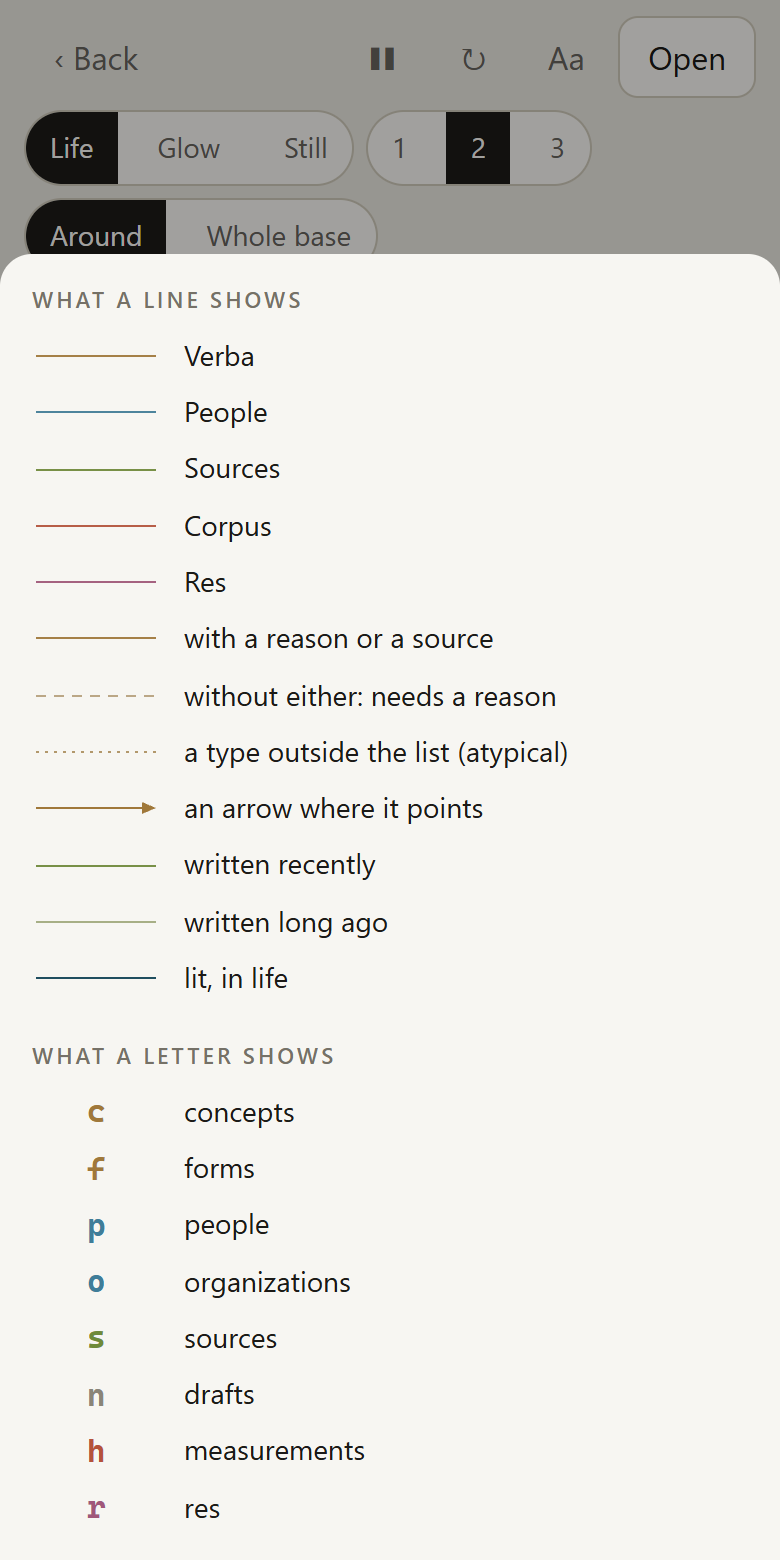 ‹ Back
Aa
Open
Life
Glow
Still
1
2
3
Around
Whole base
WHAT A LINE SHOWS
Verba
People
Sources
Corpus
Res
with a reason or a source
without either: needs a reason
a type outside the list (atypical)
an arrow where it points
written recently
written long ago
lit, in life
WHAT A LETTER SHOWS
c concepts
f forms
p people
o organizations
s sources
n drafts
h measurements
r res